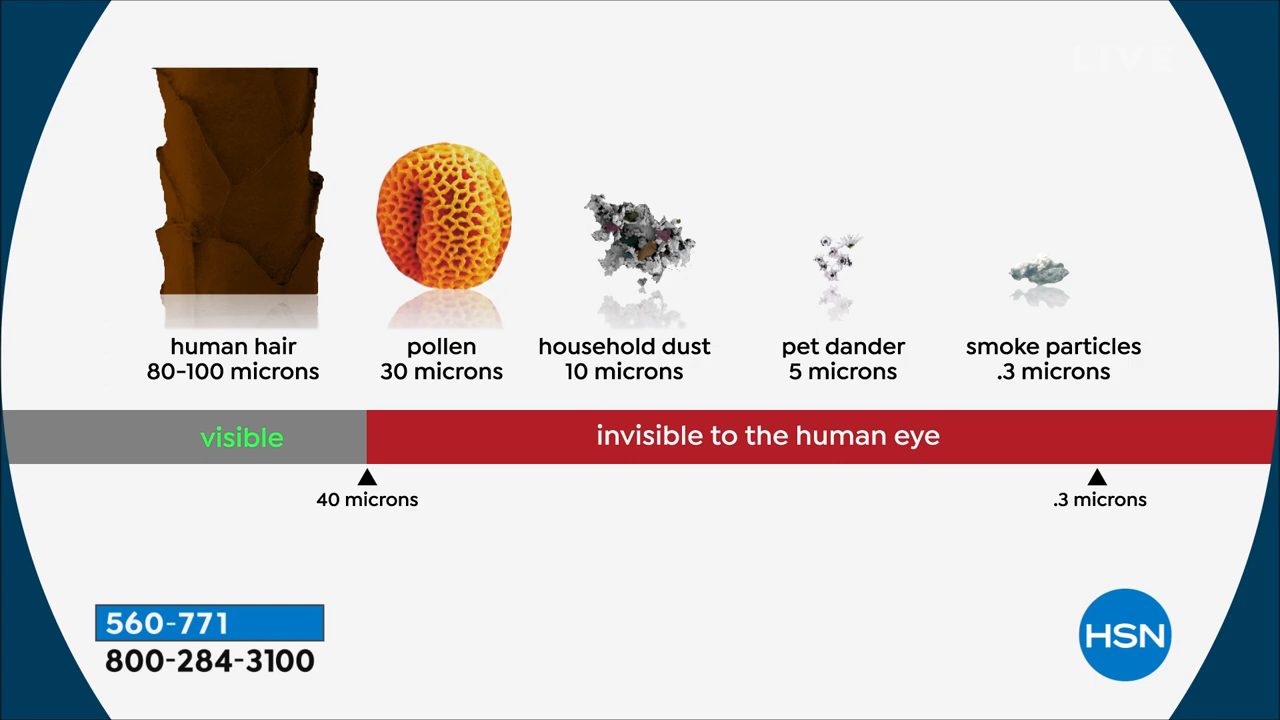 LIVE
human hair
80-100 microns
pollen
30 microns
household dust
10 microns
pet dander
5 microns
smoke particles
.3 microns
visible
invisible to the human eye
40 microns
.3 microns
560-771
800-284-3100
HSN